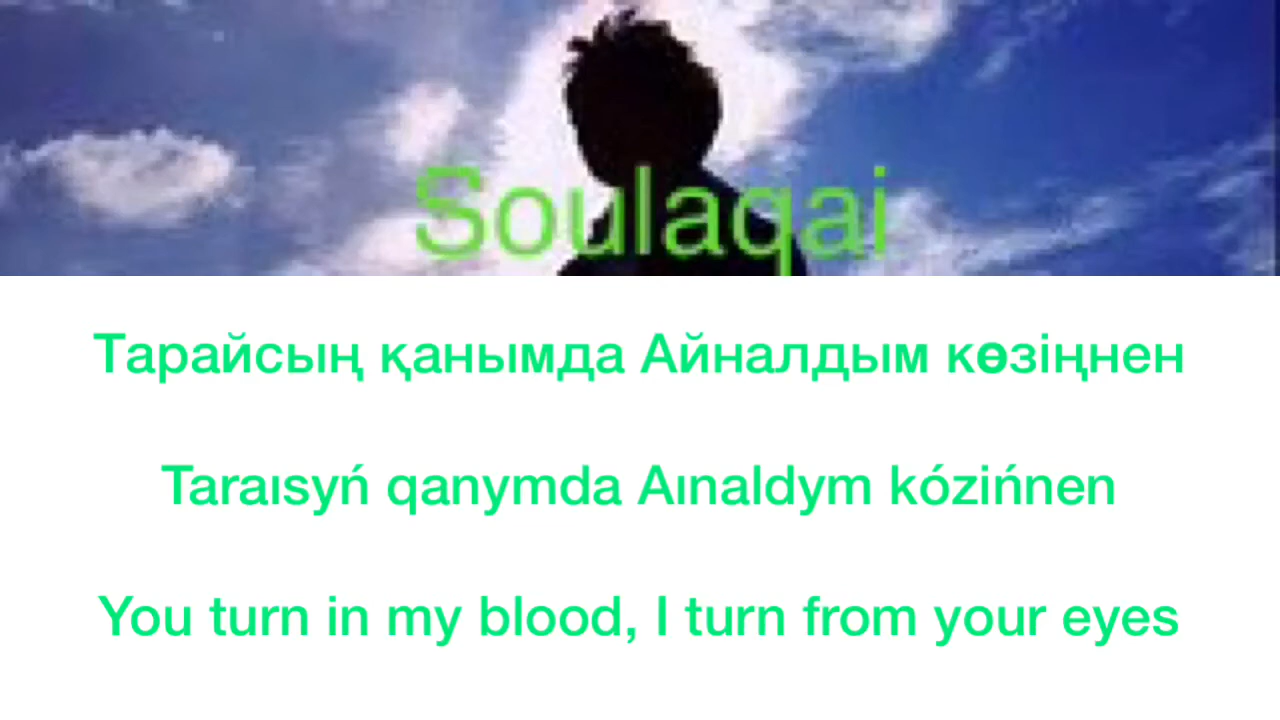 Soulaqai
Тарайсың қанымда Айналдым көзіңнен
Taraısyń qanymda Aınaldym kózińnen
You turn in my blood, I turn from your eyes